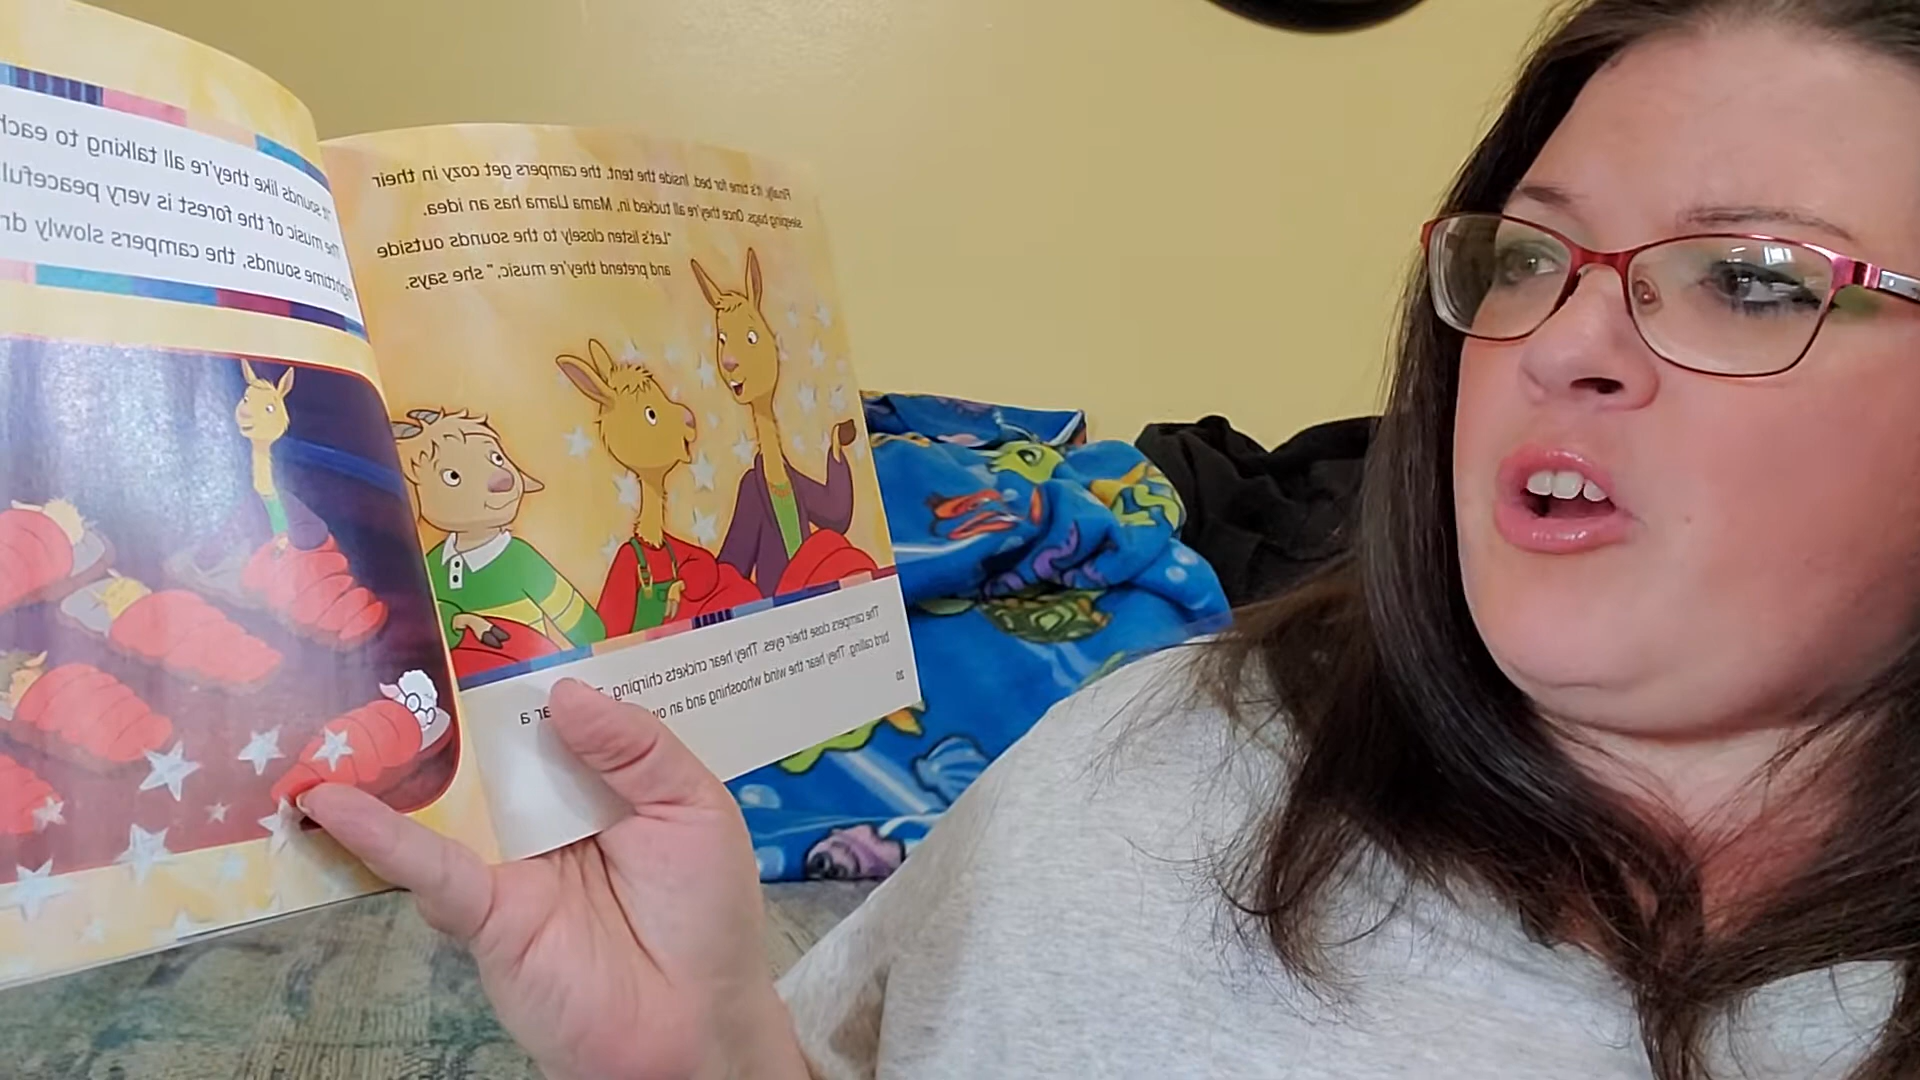 Finally, it's time for bed. Inside the tent, the campers get cozy in their
sleeping bags. Once they're all tucked in, Mama Llama has an idea.
"Let's listen closely to the sounds outside
and pretend they're music," she says.
The campers close their eyes. They hear crickets chirping. a
bird calling. They hear the wind whooshing and an
20
"It sounds like they're all talking to each
The music of the forest is very peaceful
nighttime sounds, the campers slowly